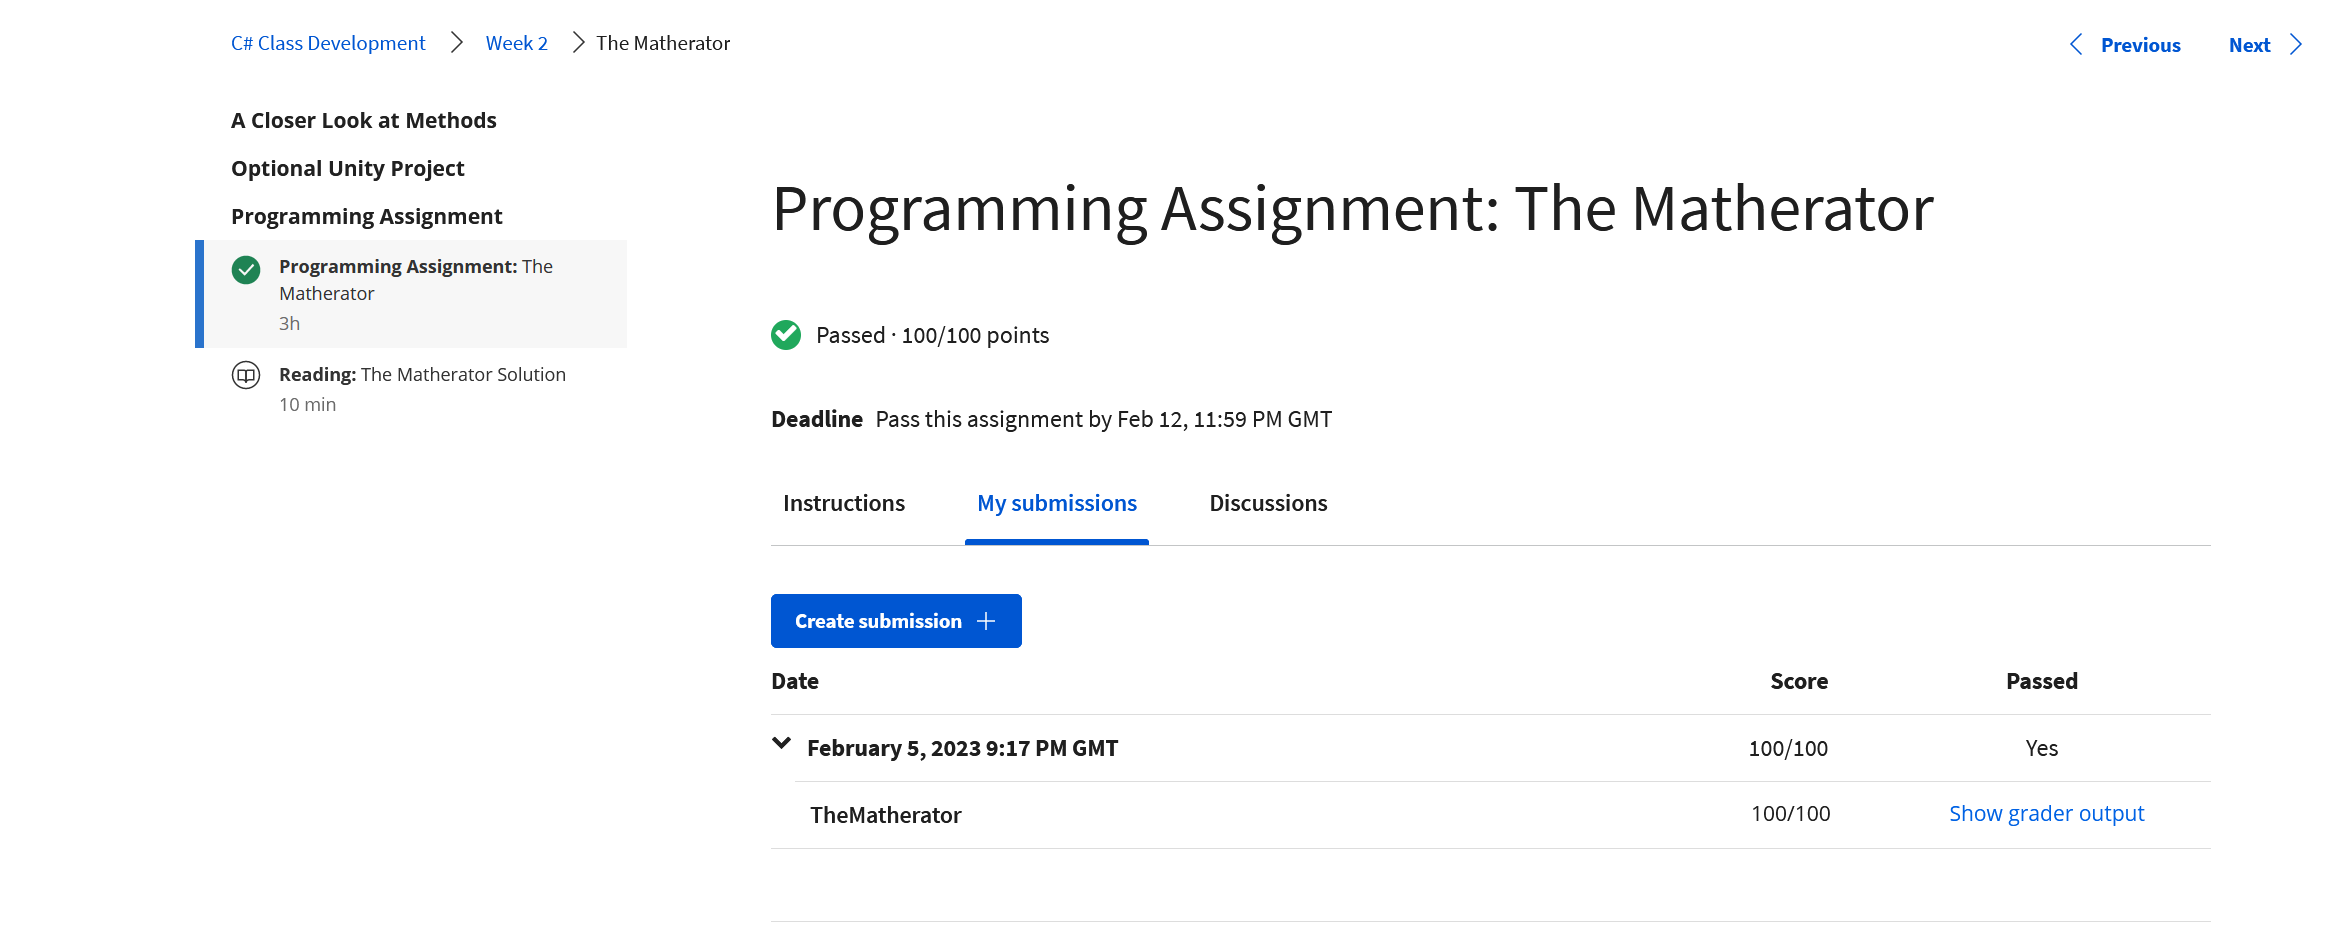 C# Class Development > Week 2 > The Matherator
Previous Next
A Closer Look at Methods
Optional Unity Project
Programming Assignment
Programming Assignment: The
Matherator
3h
Reading: The Matherator Solution
10 min
Programming Assignment: The Matherator
Passed · 100/100 points
Deadline Pass this assignment by Feb 12, 11:59 PM GMT
Instructions My submissions Discussions
Create submission +
Date Score Passed
February 5, 2023 9:17 PM GMT 100/100 Yes
TheMatherator 100/100 Show grader output